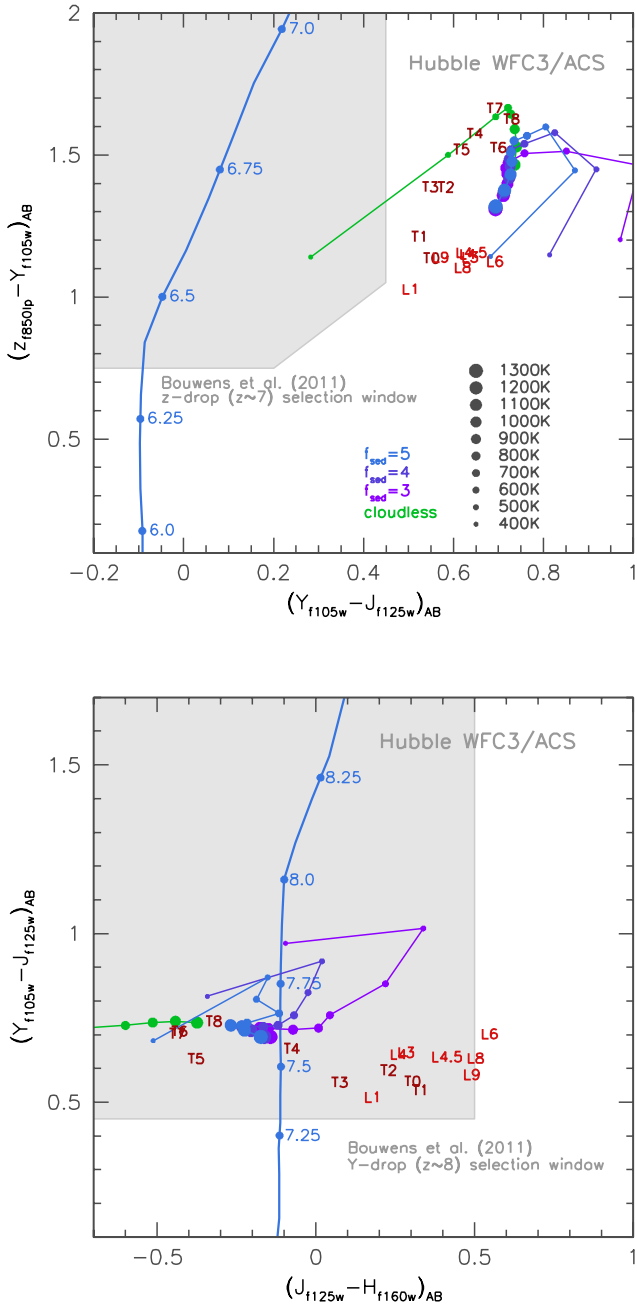 2
Hubble WFC3/ACS
7.0
T7
T8
T4
T6
T5
1.5
6.75
T3
T2
T1
T0
L9
L8
L6
L1
6.5
1
(z_f850lp−Y_f105w)_AB
Bouwens et al. (2011)
z-drop (z~7) selection window
6.25
0.5
f_sed=5
f_sed=4
f_sed=3
cloudless
1300K
1200K
1100K
1000K
900K
800K
700K
600K
500K
400K
6.0
−0.2
0
0.2
0.4
0.6
0.8
1
(Y_f105w−J_f125w)_AB
Hubble WFC3/ACS
1.5
8.25
8.0
1
(Y_f105w−J_f125w)_AB
7.75
T8
T5
T4
L6
L4.5
L8
L9
T3
T2
T0
T1
L1
7.5
0.5
7.25
Bouwens et al. (2011)
Y-drop (z~8) selection window
−0.5
0
0.5
1
(J_f125w−H_f160w)_AB